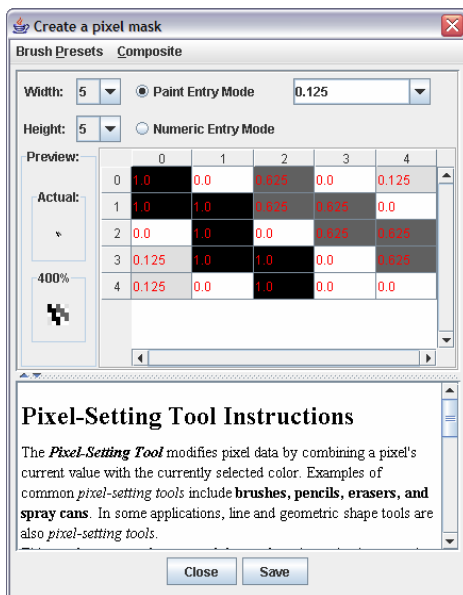 Create a pixel mask
Brush Presets Composite
Width: 5 Paint Entry Mode 0.125
Height: 5 Numeric Entry Mode
Preview:
Actual:
400%
0 1 2 3 4
0 1.0 0.0 0.625 0.0 0.125
1 1.0 1.0 0.625 0.625 0.0
2 0.0 1.0 0.0 0.625 0.625
3 0.125 1.0 1.0 0.0 0.625
4 0.125 0.0 1.0 0.0 0.0
Pixel-Setting Tool Instructions
The Pixel-Setting Tool modifies pixel data by combining a pixel's
current value with the currently selected color. Examples of
common pixel-setting tools include brushes, pencils, erasers, and
spray cans. In some applications, line and geometric shape tools are
also pixel-setting tools.
Close Save